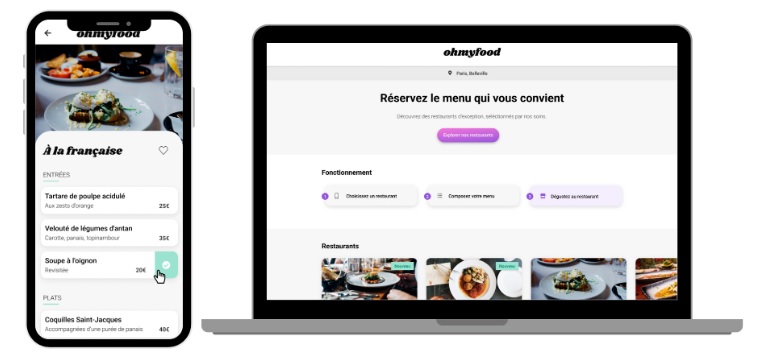 ohmyfood
À la française
ENTRÉES
Tartare de poulpe acidulé
Aux zests d'orange
25€
Velouté de légumes d'antan
Carotte, panais, topinambour
35€
Soupe à l'oignon
Revisitée
20€
PLATS
Coquilles Saint-Jacques
Accompagnées d'une purée de panais
40€
ohmyfood
Paris, Belleville
Réservez le menu qui vous convient
Découvrez des restaurants d'exception, sélectionnés par nos soins.
Explorer nos restaurants
Fonctionnement
1 Choisissez un restaurant
2 Composez votre menu
3 Dégustez au restaurant
Restaurants
Nouveau
Nouveau